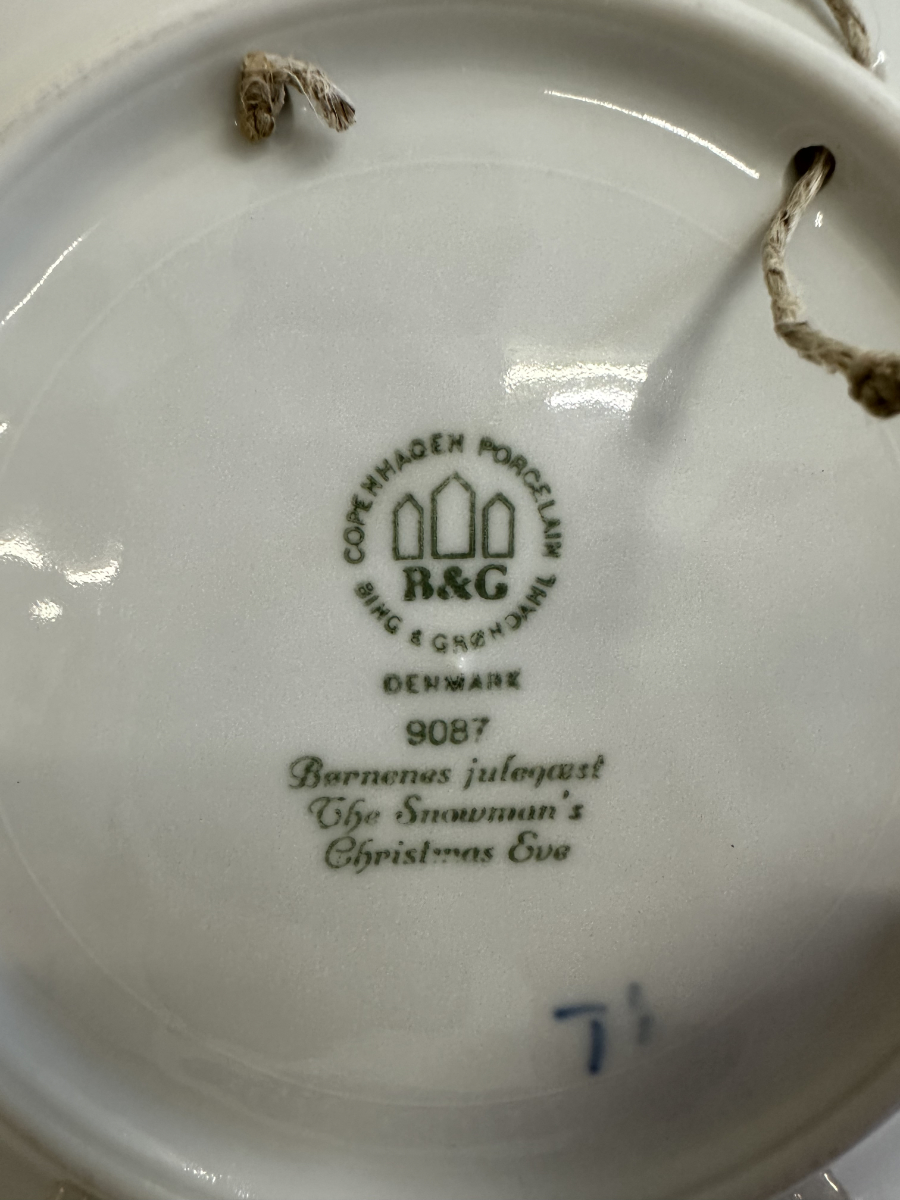 COPENHAGEN PORCELAIN
B&G
BING & GRØNDAHL
DENMARK
9087
Børnenes julegæst
The Snowman's
Christmas Eve